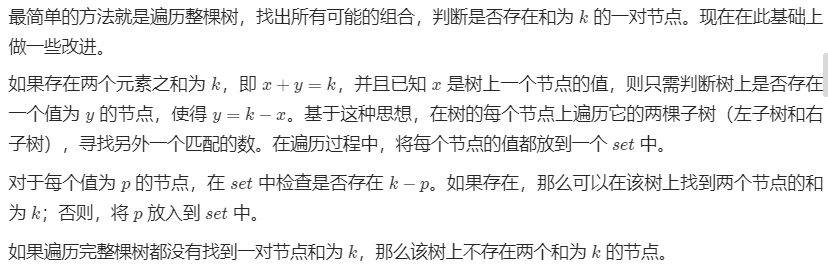 最简单的方法就是遍历整棵树，找出所有可能的组合，判断是否存在和为 k 的一对节点。现在在此基础上
做一些改进。
如果存在两个元素之和为 k，即 x + y = k，并且已知 x 是树上一个节点的值，则只需判断树上是否存在
一个值为 y 的节点，使得 y = k − x。基于这种思想，在树的每个节点上遍历它的两棵子树（左子树和右
子树），寻找另外一个匹配的数。在遍历过程中，将每个节点的值都放到一个 set 中。
对于每个值为 p 的节点，在 set 中检查是否存在 k − p。如果存在，那么可以在该树上找到两个节点的和
为 k；否则，将 p 放入到 set 中。
如果遍历完整棵树都没有找到一对节点和为 k，那么该树上不存在两个和为 k 的节点。